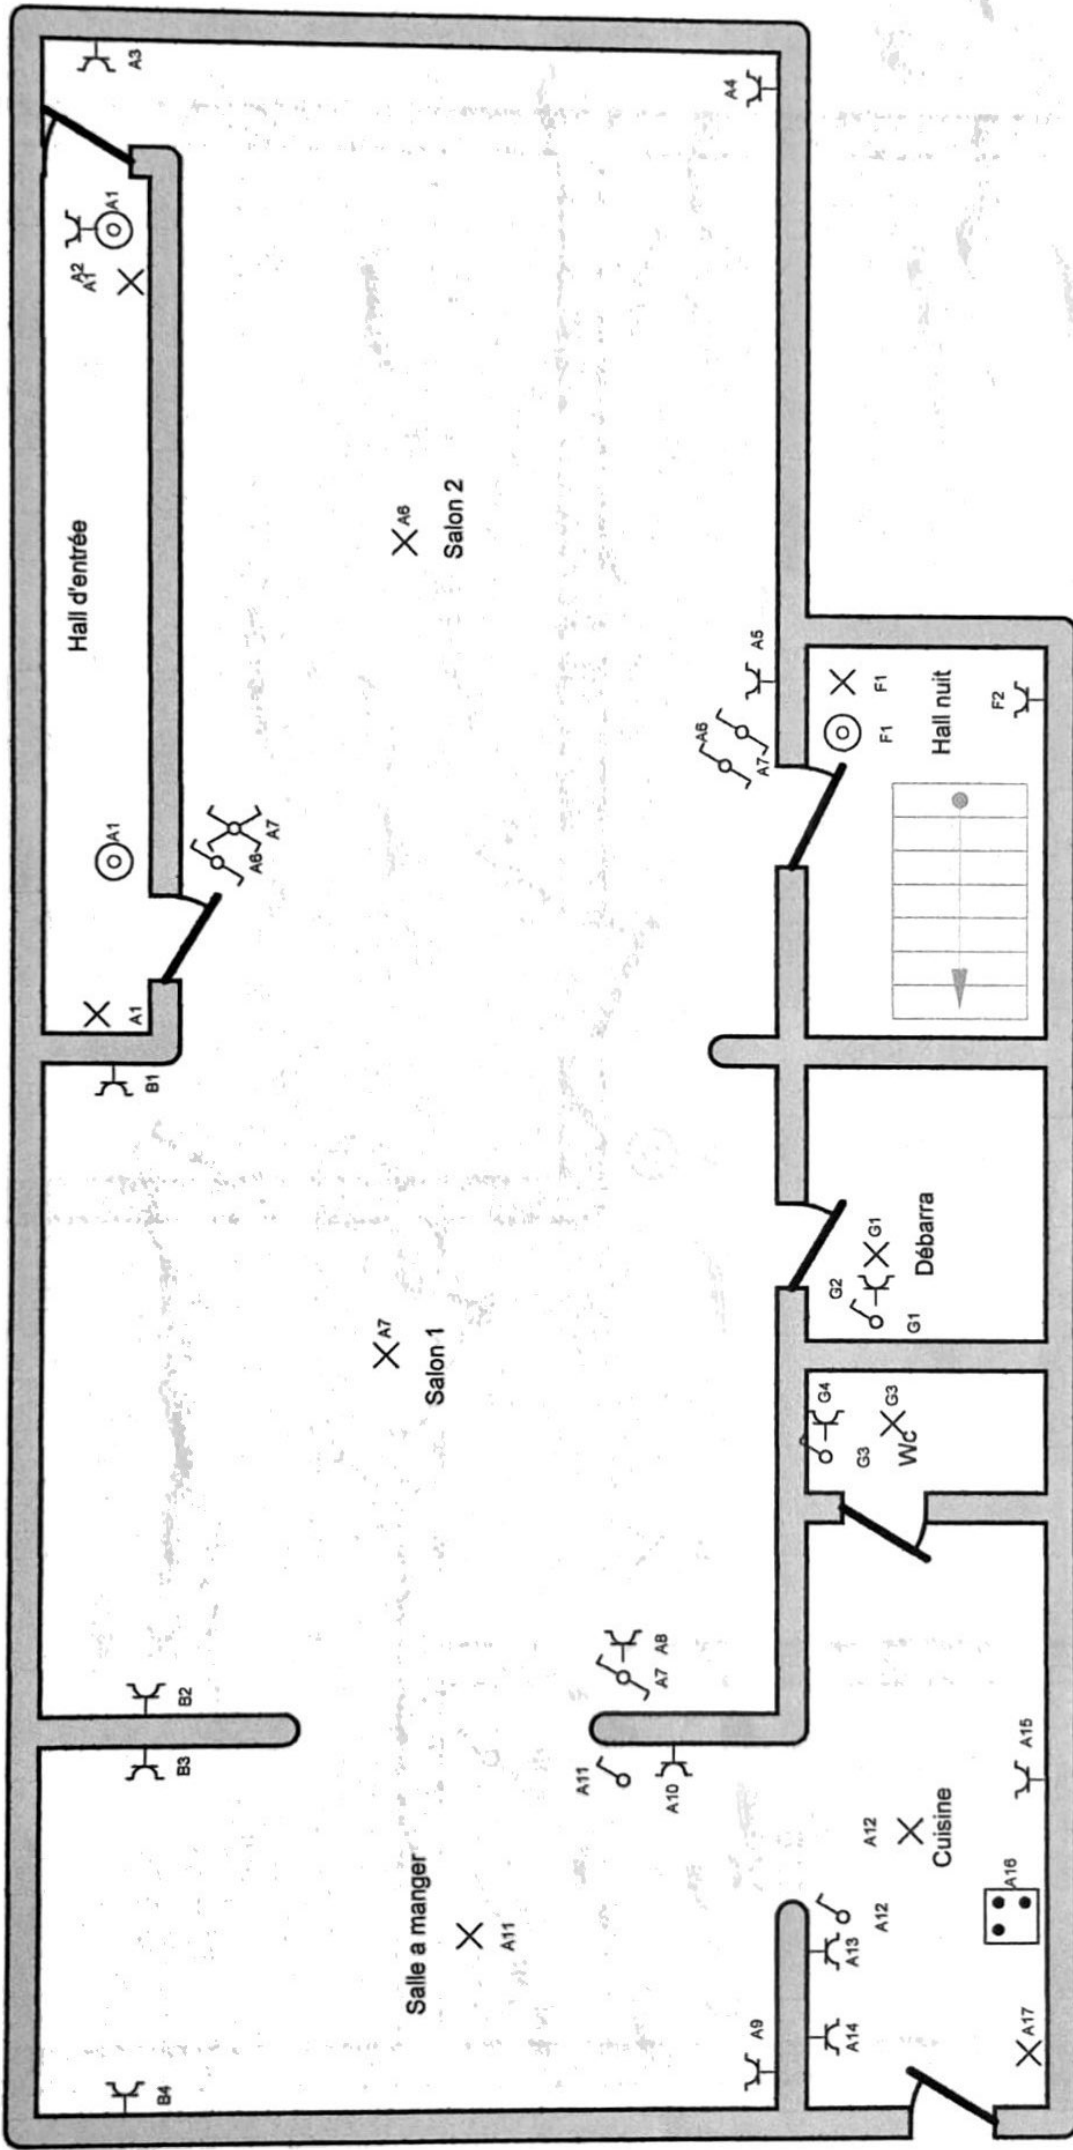 Hall d'entrée
A2
A1
A1
A1
A3
A1
B1
B4
B3
B2
A6
A7
A7
A6
Salle a manger
Salon 1
Salon 2
A11
A11
A7
A8
A10
A6
A4
A9
A5
A7
G4
G2
A14
A13
G3
A12
G1
A12
F1
F1
G3
Wc
G1
Débarra
Cuisine
Hall nuit
F2
A16
A15
A17